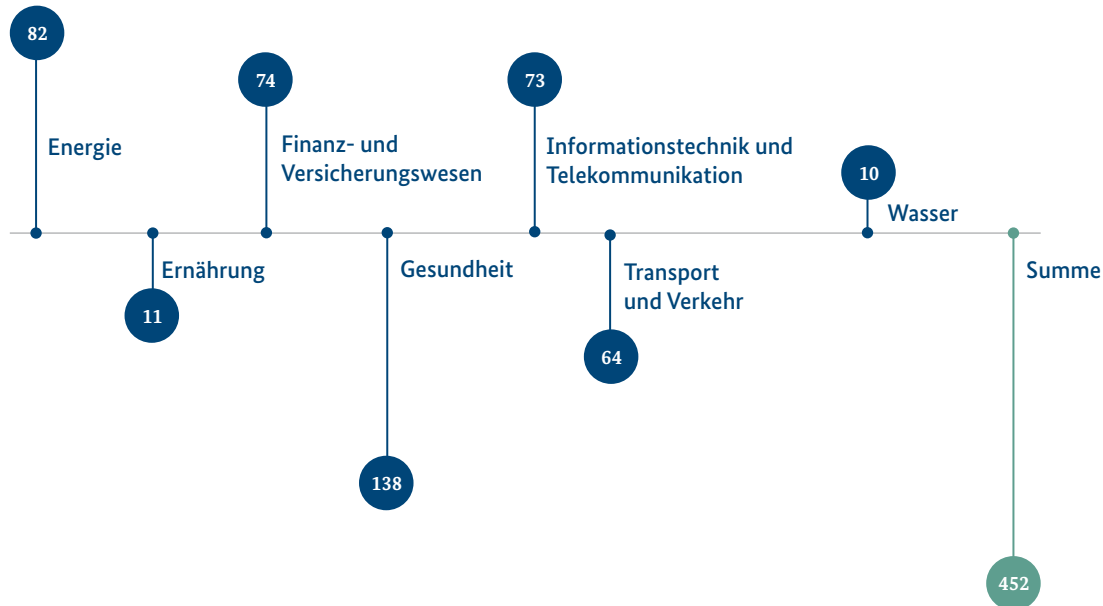 82
Energie
11
Ernährung
74
Finanz- und
Versicherungswesen
138
Gesundheit
73
Informationstechnik und
Telekommunikation
64
Transport
und Verkehr
10
Wasser
452
Summe